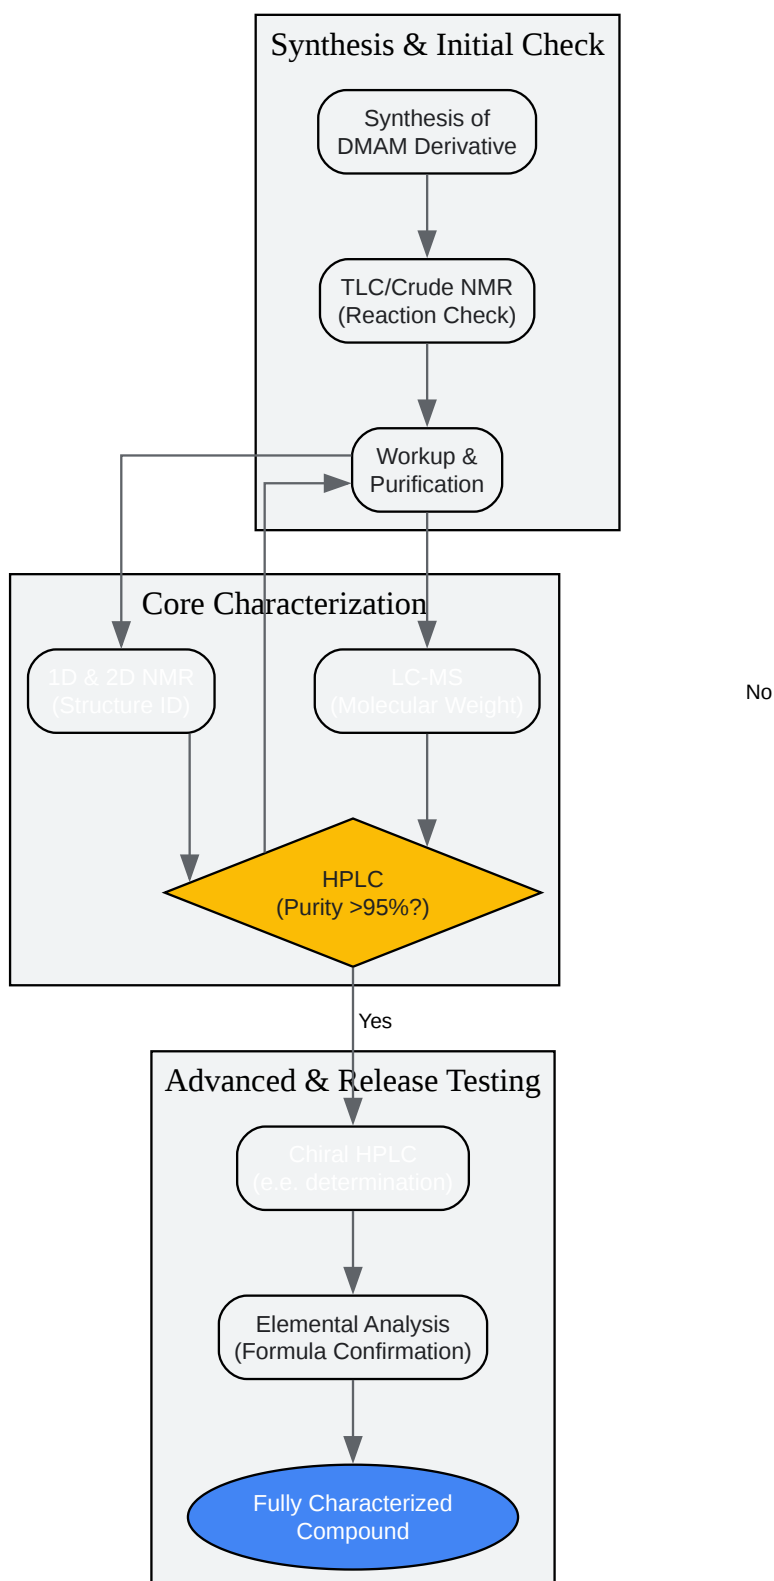 Synthesis & Initial Check
Synthesis of
DMAM Derivative
TLC/Crude NMR
(Reaction Check)
Workup &
Purification
Core Characterization
1D & 2D NMR
(Structure ID)
LC-MS
(Molecular Weight)
No
HPLC
(Purity >95%?)
Yes
Advanced & Release Testing
Chiral HPLC
(e.e. determination)
Elemental Analysis
(Formula Confirmation)
Fully Characterized
Compound